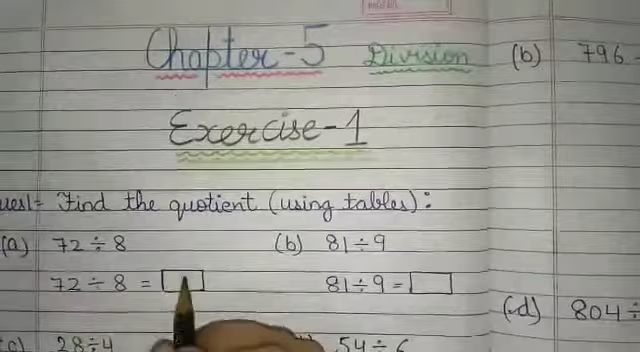 Chapter-5 Division
Exercise-1
Find the quotient (using tables):
(a) 72÷8 (b) 81÷9
72÷8 = 81÷9 =
28÷4 54÷6
(b) 796
(d) 804÷